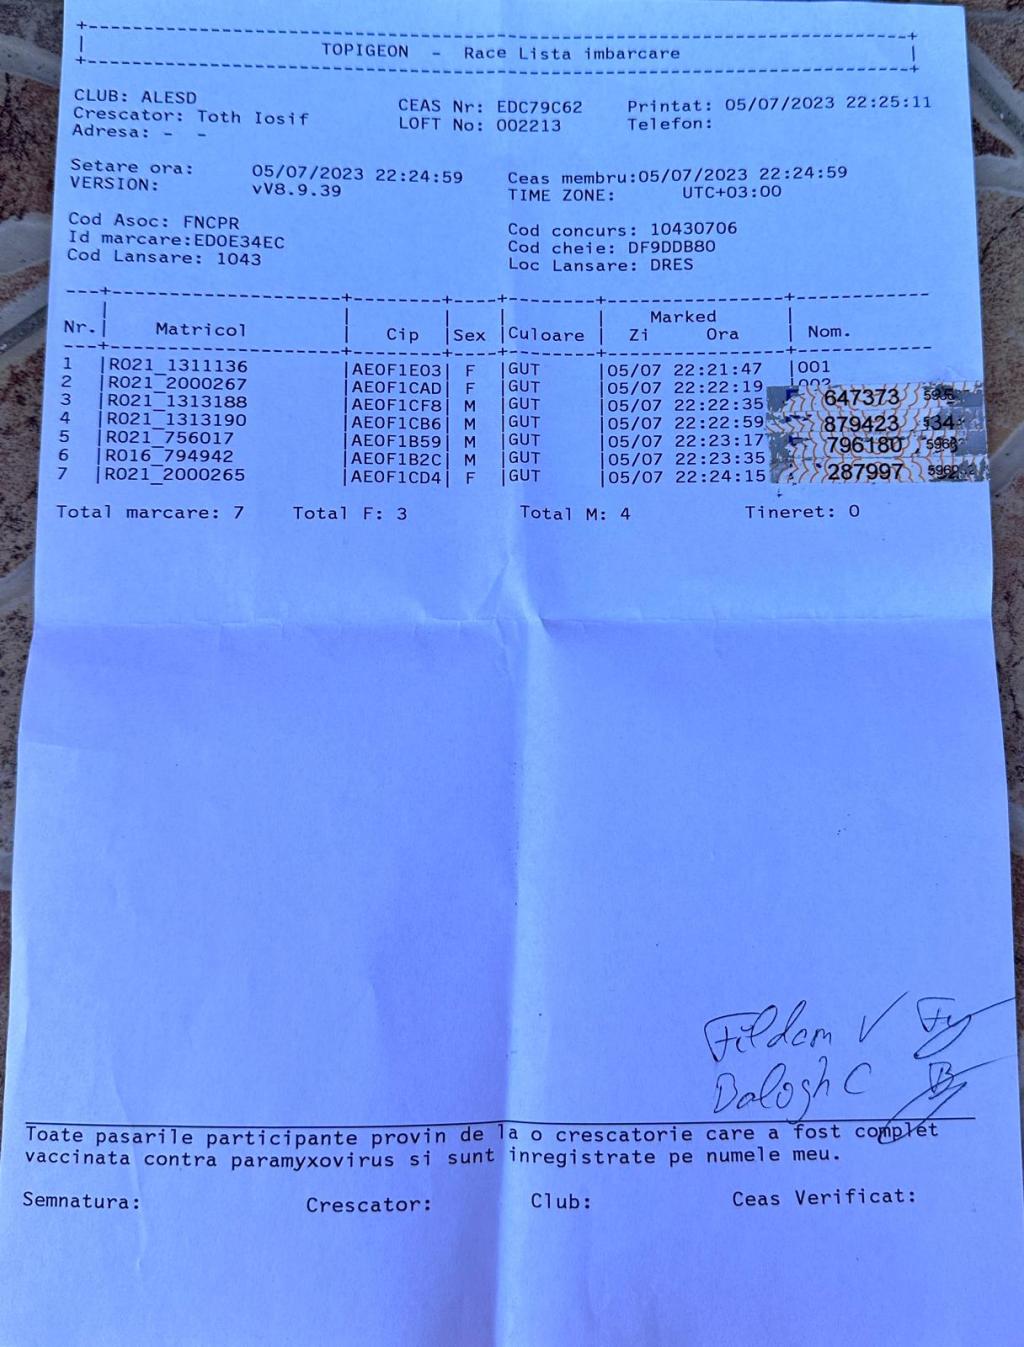 TOPIGEON - Race Lista imbarcare
CLUB: ALESD
Crescator: Toth Iosif
Adresa: - -
CEAS Nr: EDC79C62
LOFT No: 002213
Printat: 05/07/2023 22:25:11
Telefon:
Setare ora: 05/07/2023 22:24:59
VERSION: vV8.9.39
Ceas membru:05/07/2023 22:24:59
TIME ZONE: UTC+03:00
Cod Asoc: FNCPR
Id marcare:ED0E34EC
Cod Lansare: 1043
Cod concurs: 10430706
Cod cheie: DF9DDB80
Loc Lansare: DRES
Nr. Matricol Cip Sex Culoare Marked Zi Ora Nom.
1 RO21_1311136 AE0F1E03 F GUT 05/07 22:21:47 001
2 RO21_2000267 AE0F1CAD F GUT 05/07 22:22:19
3 RO21_1313188 AE0F1CF8 M GUT 05/07 22:22:35 647373
4 RO21_1313190 AE0F1CB6 M GUT 05/07 22:22:59 879423
5 RO21_756017 AE0F1B59 M GUT 05/07 22:23:17 796180
6 RO16_794942 AE0F1B2C M GUT 05/07 22:23:35
7 RO21_2000265 AE0F1CD4 F GUT 05/07 22:24:15 287997
Total marcare: 7 Total F: 3 Total M: 4 Tineret: 0
Balogh C
Toate pasarile participante provin de la o crescatorie care a fost complet
vaccinata contra paramyxovirus si sunt inregistrate pe numele meu.
Semnatura: Crescator: Club: Ceas Verificat: